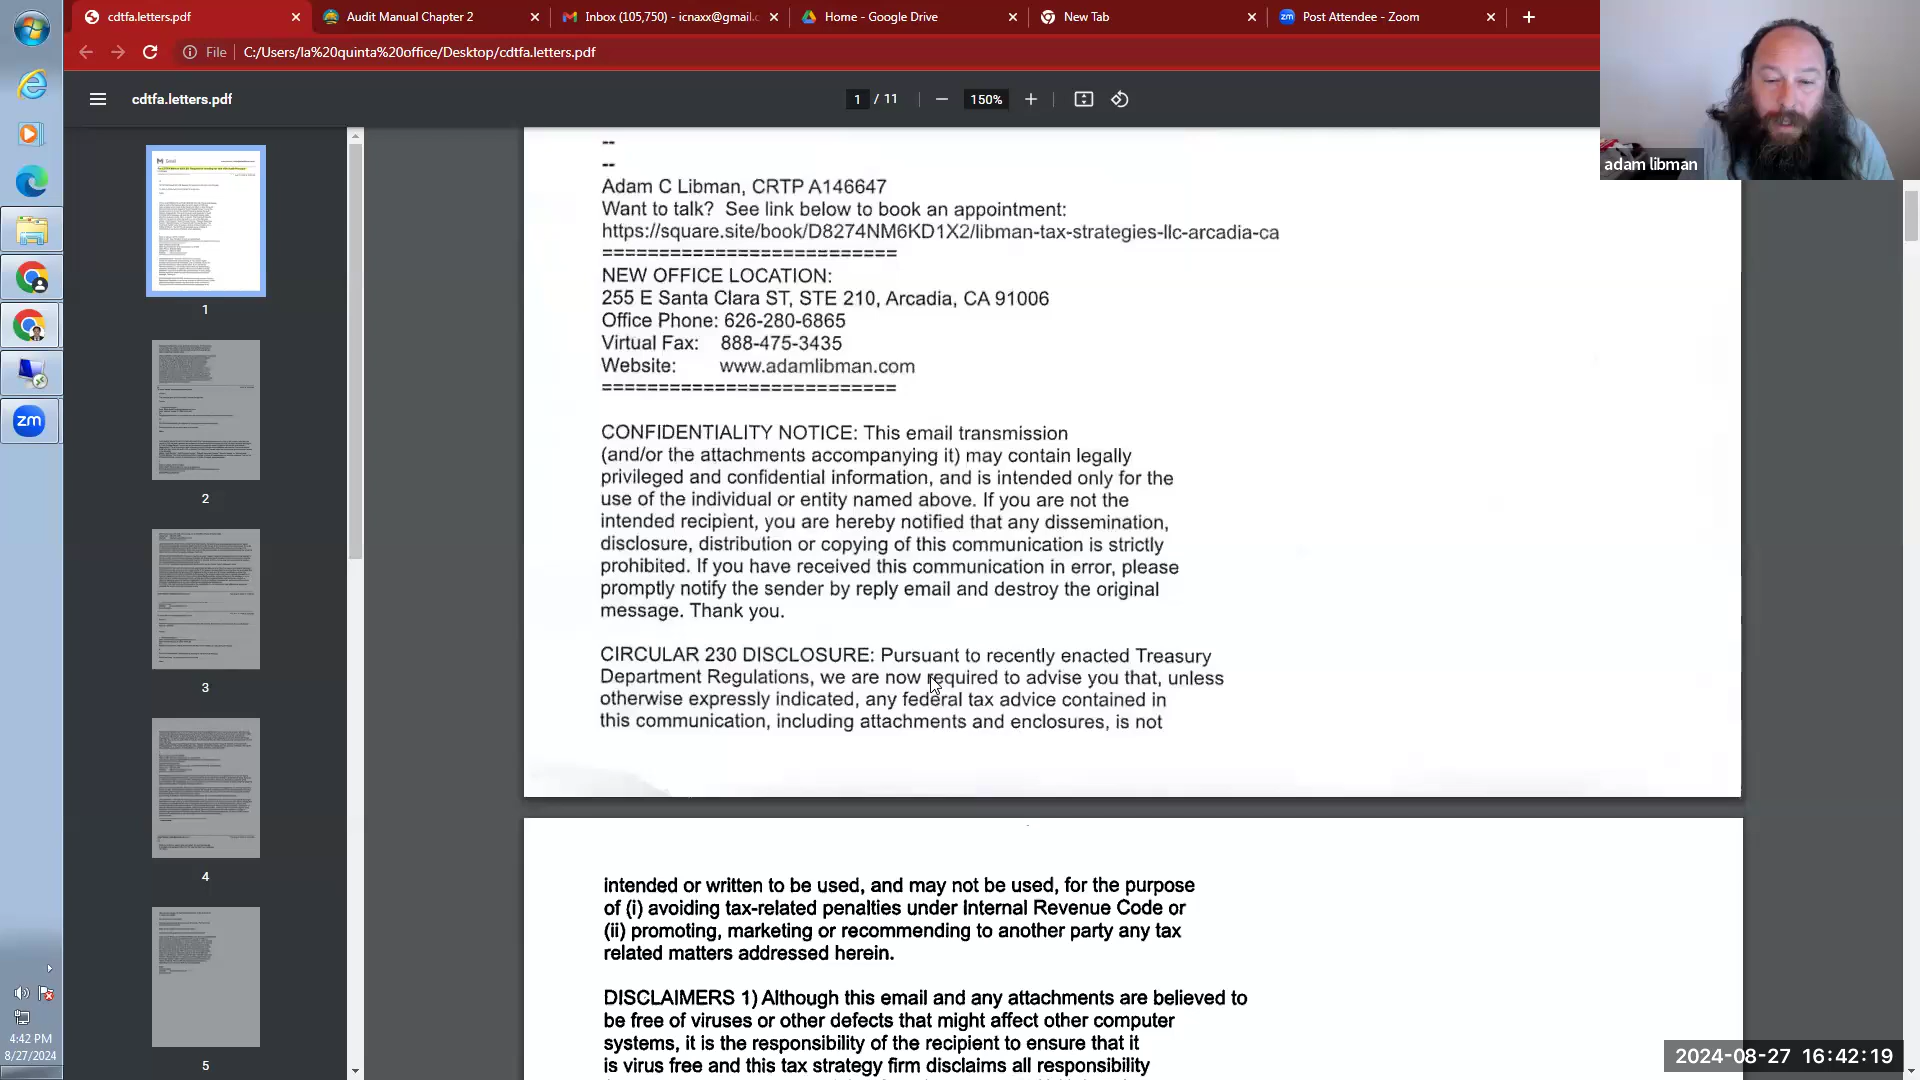 cdtfa.letters.pdf
Audit Manual Chapter 2
Inbox (105,750) - icnaxx@gmail.c
Home - Google Drive
New Tab
Post Attendee - Zoom
File
C:/Users/la%20quinta%20office/Desktop/cdtfa.letters.pdf
cdtfa.letters.pdf
1 / 11
150%
adam libman
--
--
Adam C Libman, CRTP A146647
Want to talk? See link below to book an appointment:
https://square.site/book/D8274NM6KD1X2/libman-tax-strategies-llc-arcadia-ca
==========================
NEW OFFICE LOCATION:
255 E Santa Clara ST, STE 210, Arcadia, CA 91006
Office Phone: 626-280-6865
Virtual Fax: 888-475-3435
Website: www.adamlibman.com
==========================
CONFIDENTIALITY NOTICE: This email transmission
(and/or the attachments accompanying it) may contain legally
privileged and confidential information, and is intended only for the
use of the individual or entity named above. If you are not the
intended recipient, you are hereby notified that any dissemination,
disclosure, distribution or copying of this communication is strictly
prohibited. If you have received this communication in error, please
promptly notify the sender by reply email and destroy the original
message. Thank you.
CIRCULAR 230 DISCLOSURE: Pursuant to recently enacted Treasury
Department Regulations, we are now required to advise you that, unless
otherwise expressly indicated, any federal tax advice contained in
this communication, including attachments and enclosures, is not
intended or written to be used, and may not be used, for the purpose
of (i) avoiding tax-related penalties under Internal Revenue Code or
(ii) promoting, marketing or recommending to another party any tax
related matters addressed herein.
DISCLAIMERS 1) Although this email and any attachments are believed to
be free of viruses or other defects that might affect other computer
systems, it is the responsibility of the recipient to ensure that it
is virus free and this tax strategy firm disclaims all responsibility
1
2
3
4
5
zm
zm
4:42 PM
8/27/2024
2024-08-27 16:42:19